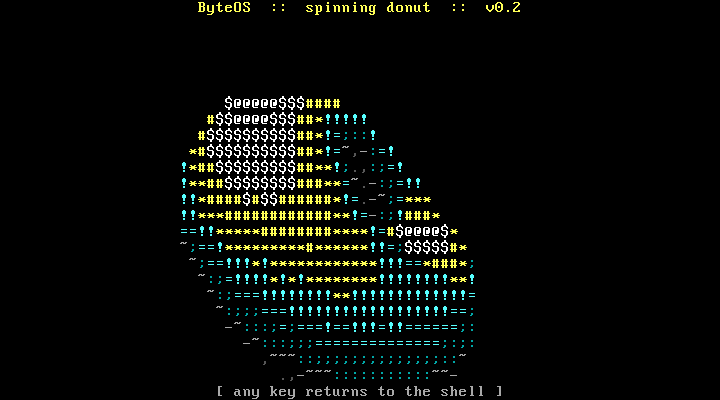 ByteOS  ::  spinning donut  ::  v0.2
[ any key returns to the shell ]